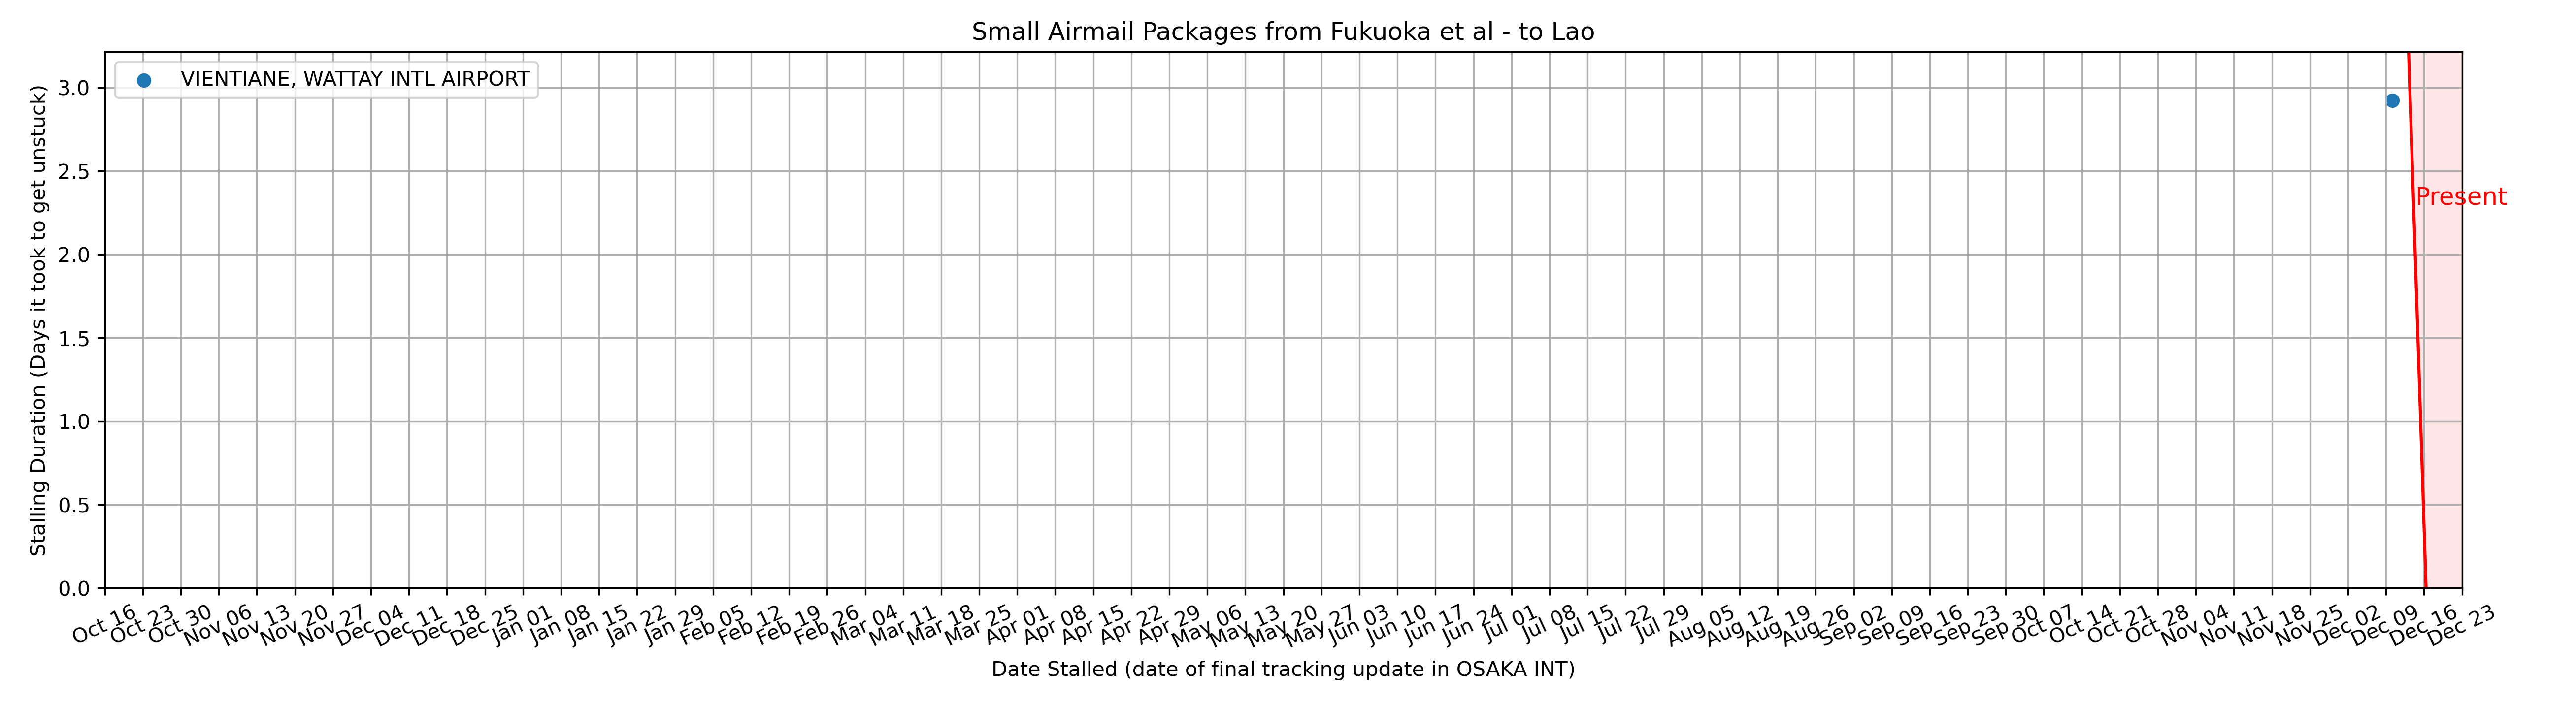 Small Airmail Packages from Fukuoka et al - to Lao
VIENTIANE, WATTAY INTL AIRPORT
Stalling Duration (Days it took to get unstuck)
3.0
2.5
2.0
1.5
1.0
0.5
0.0
Present
Oct 16
Oct 23
Oct 30
Nov 06
Nov 13
Nov 20
Nov 27
Dec 04
Dec 11
Dec 18
Dec 25
Jan 01
Jan 08
Jan 15
Jan 22
Jan 29
Feb 05
Feb 12
Feb 19
Feb 26
Mar 04
Mar 11
Mar 18
Mar 25
Apr 01
Apr 08
Apr 15
Apr 22
Apr 29
May 06
May 13
May 20
May 27
Jun 03
Jun 10
Jun 17
Jun 24
Jul 01
Jul 08
Jul 15
Jul 22
Jul 29
Aug 05
Aug 12
Aug 19
Aug 26
Sep 02
Sep 09
Sep 16
Sep 23
Sep 30
Oct 07
Oct 14
Oct 21
Oct 28
Nov 04
Nov 11
Nov 18
Nov 25
Dec 02
Dec 09
Dec 16
Dec 23
Date Stalled (date of final tracking update in OSAKA INT)